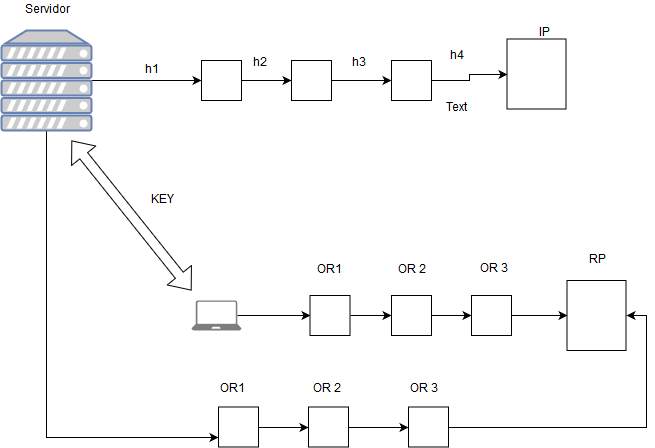 Servidor
IP
h1
h2
h3
h4
Text
KEY
OR1
OR 2
OR 3
RP
OR1
OR 2
OR 3